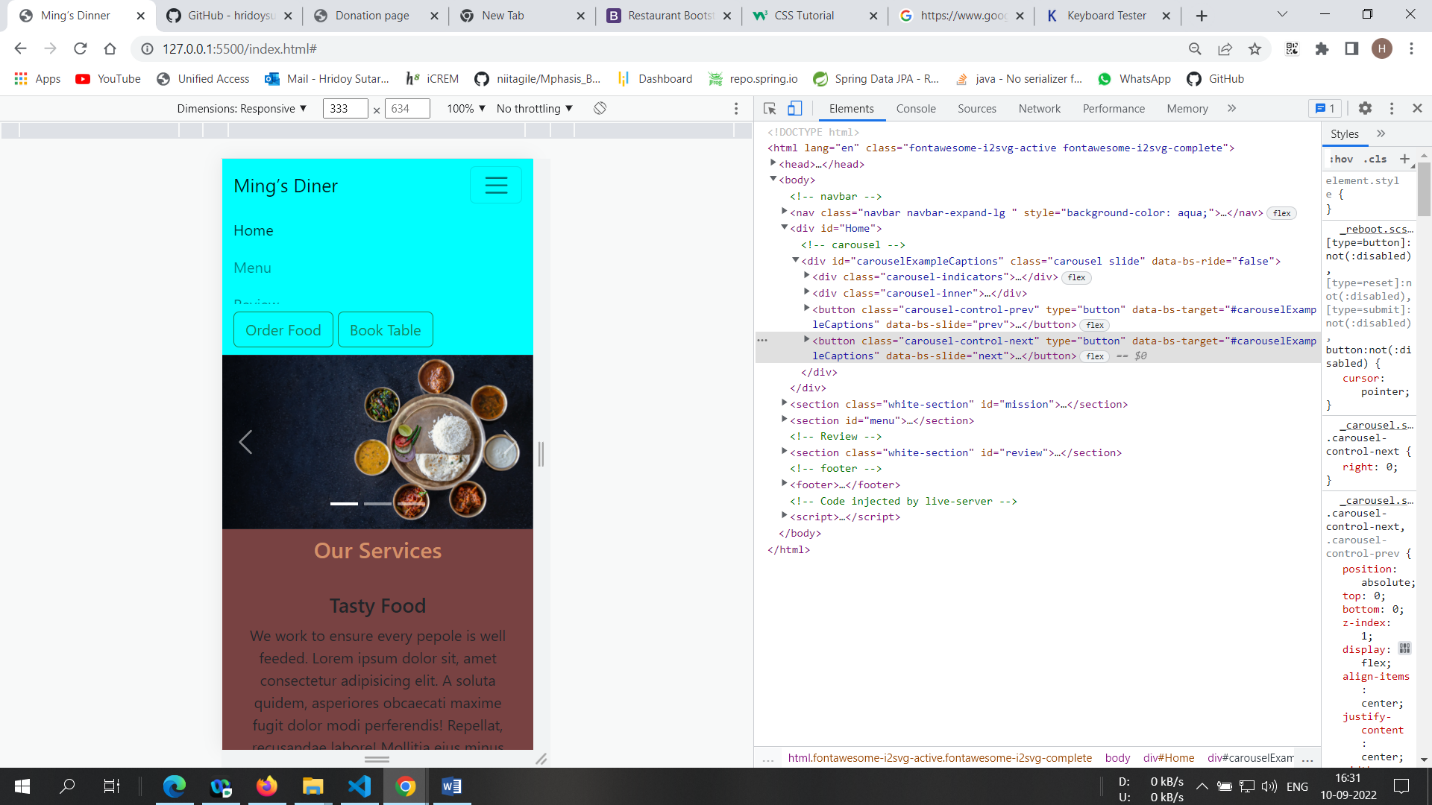 Ming's Dinner
GitHub - hridoysu
Donation page
New Tab
Restaurant Bootst
CSS Tutorial
https://www.goog
Keyboard Tester
127.0.0.1:5500/index.html#
H
Apps
YouTube
Unified Access
Mail - Hridoy Sutar...
iCREM
niitagile/Mphasis_B...
Dashboard
repo.spring.io
Spring Data JPA - R...
java - No serializer f...
WhatsApp
GitHub
Dimensions: Responsive ▼ 333 × 634 100% ▼ No throttling ▼
Elements Console Sources Network Performance Memory » 1
Ming's Diner
Home
Menu
Review
Order Food Book Table
Our Services
Tasty Food
We work to ensure every pepole is well
feeded. Lorem ipsum dolor sit, amet
consectetur adipisicing elit. A soluta
quidem, asperiores obcaecati maxime
fugit dolor modi perferendis! Repellat,
recusandae labore! Mollitia eius minus
<!DOCTYPE html>
<html lang="en" class="fontawesome-i2svg-active fontawesome-i2svg-complete">
<head>…</head>
<body>
<!-- navbar -->
<nav class="navbar navbar-expand-lg " style="background-color: aqua;">…</nav> flex
<div id="Home">
<!-- carousel -->
<div id="carouselExampleCaptions" class="carousel slide" data-bs-ride="false">
<div class="carousel-indicators">…</div> flex
<div class="carousel-inner">…</div>
<button class="carousel-control-prev" type="button" data-bs-target="#carouselExamp
leCaptions" data-bs-slide="prev">…</button> flex
<button class="carousel-control-next" type="button" data-bs-target="#carouselExamp
leCaptions" data-bs-slide="next">…</button> flex == $0
</div>
</div>
<section class="white-section" id="mission">…</section>
<section id="menu">…</section>
<!-- Review -->
<section class="white-section" id="review">…</section>
<!-- footer -->
<footer>…</footer>
<!-- Code injected by live-server -->
<script>…</script>
</body>
</html>
... html.fontawesome-i2svg-active.fontawesome-i2svg-complete body div#Home div#carouselExam ...
Styles »
:hov .cls +
element.styl
e {
}
_reboot.scs…
[type=button]:
not(:disabled)
,
[type=reset]:n
ot(:disabled),
[type=submit]:
not(:disabled)
,
button:not(:di
sabled) {
cursor:
pointer;
}
_carousel.s…
.carousel-
control-next {
right: 0;
}
_carousel.s…
.carousel-
control-next,
.carousel-
control-prev {
position:
absolute;
top: 0;
bottom: 0;
z-index:
1;
display:
flex;
align-items
:
center;
justify-
content
:
center;
D: 0 kB/s
U: 0 kB/s
ENG
16:31
10-09-2022